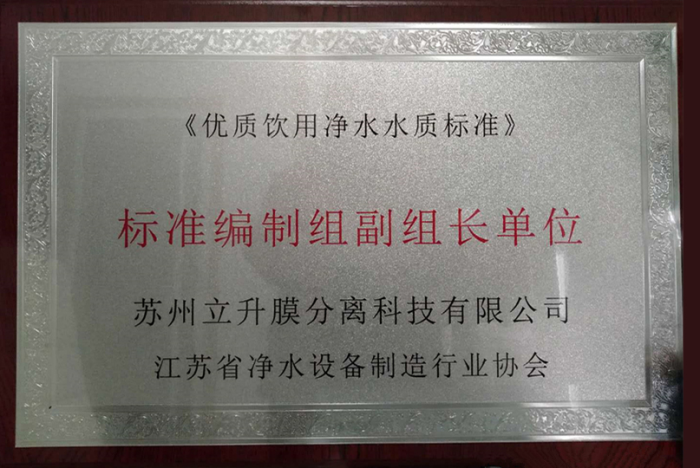 《优质饮用净水水质标准》
标准编制组副组长单位
苏州立升膜分离科技有限公司
江苏省净水设备制造行业协会